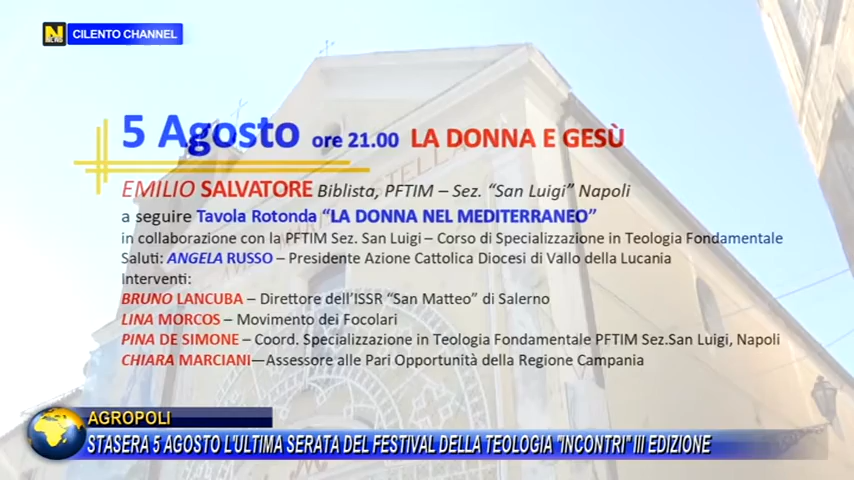 CILENTO CHANNEL
5 Agosto ore 21.00 LA DONNA E GESÙ
EMILIO SALVATORE Biblista, PFTIM – Sez. “San Luigi” Napoli
a seguire Tavola Rotonda “LA DONNA NEL MEDITERRANEO”
in collaborazione con la PFTIM Sez. San Luigi – Corso di Specializzazione in Teologia Fondamentale
Saluti: ANGELA RUSSO – Presidente Azione Cattolica Diocesi di Vallo della Lucania
Interventi:
BRUNO LANCUBA – Direttore dell’ISSR “San Matteo” di Salerno
LINA MORCOS – Movimento dei Focolari
PINA DE SIMONE – Coord. Specializzazione in Teologia Fondamentale PFTIM Sez.San Luigi, Napoli
CHIARA MARCIANI—Assessore alle Pari Opportunità della Regione Campania
AGROPOLI
STASERA 5 AGOSTO L'ULTIMA SERATA DEL FESTIVAL DELLA TEOLOGIA "INCONTRI" III EDIZIONE